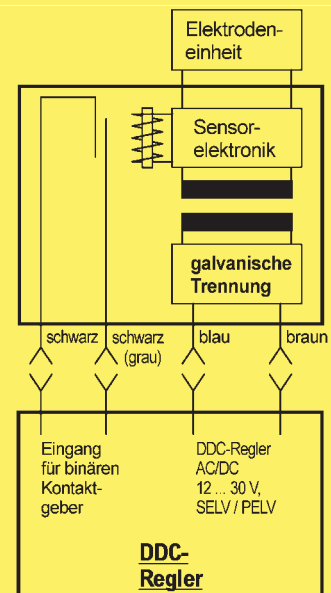 Elektroden-
einheit
Sensor-
elektronik
galvanische
Trennung
schwarz
schwarz
(grau)
blau
braun
Eingang
für binären
Kontakt-
geber
DDC-Regler
AC/DC
12 ... 30 V,
SELV / PELV
DDC-
Regler